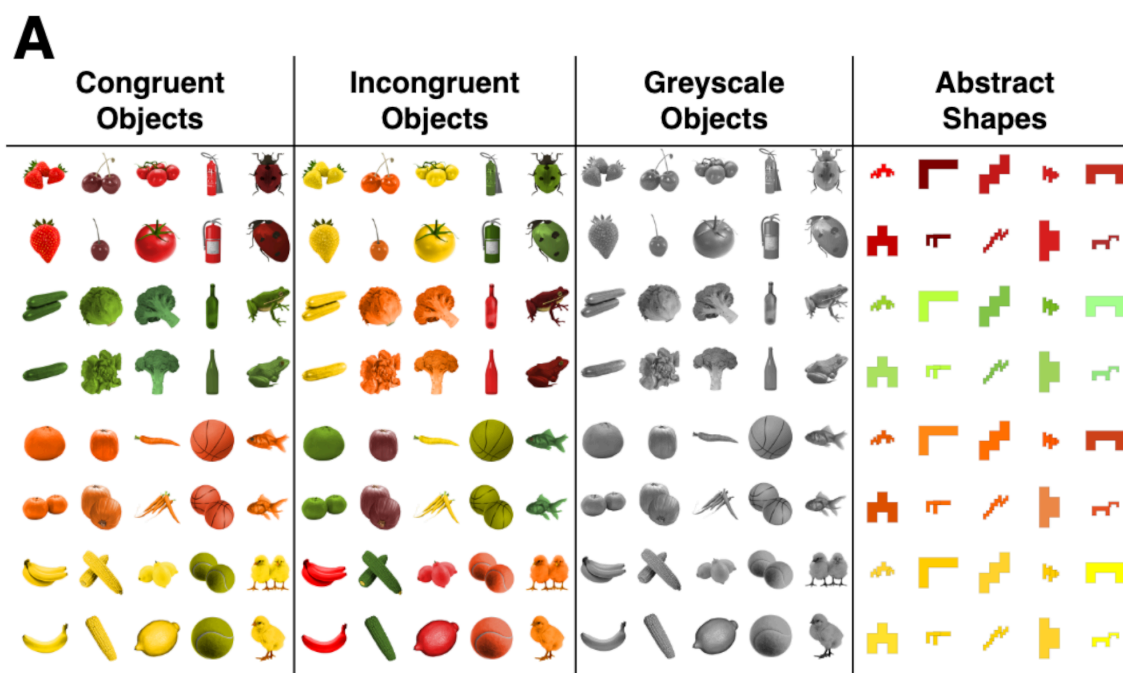 A
Congruent
Objects
Incongruent
Objects
Greyscale
Objects
Abstract
Shapes